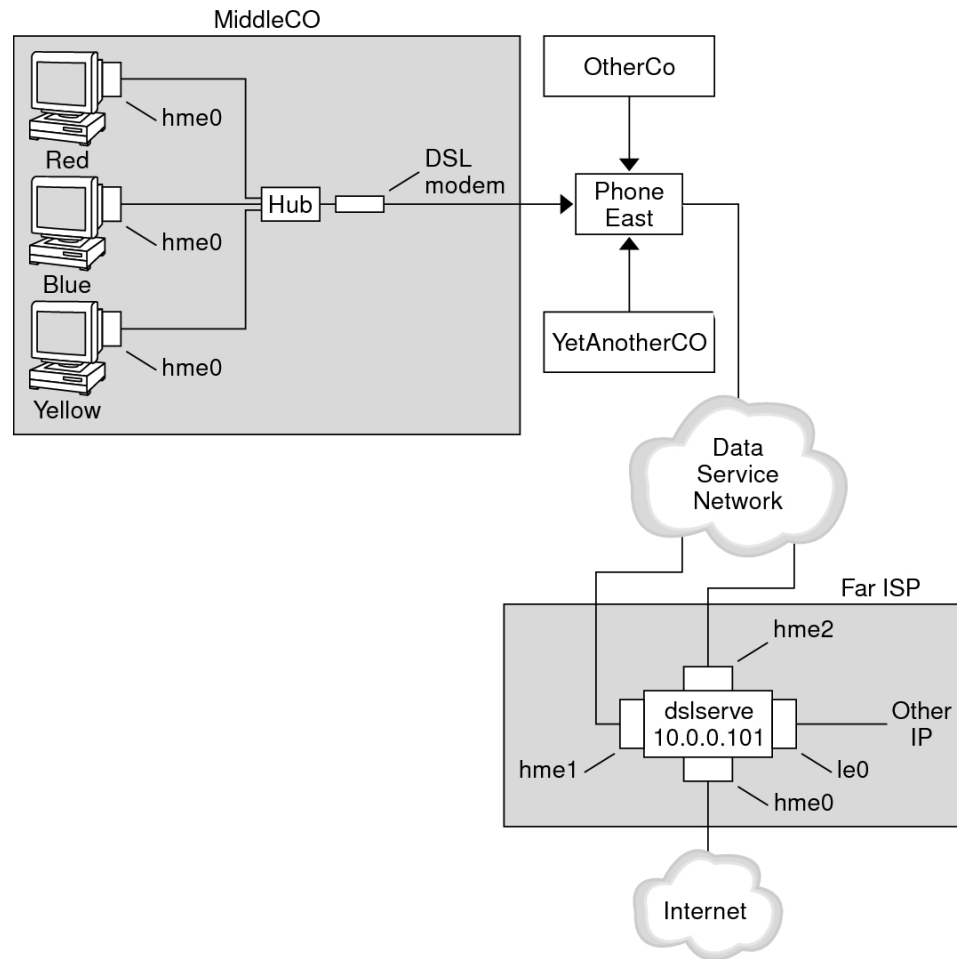 MiddleCO
hme0
Red
hme0
Blue
hme0
Yellow
Hub
DSL
modem
OtherCo
Phone
East
YetAnotherCO
Data
Service
Network
Far ISP
hme2
dslserve
10.0.0.101
Other
IP
hme1
le0
hme0
Internet